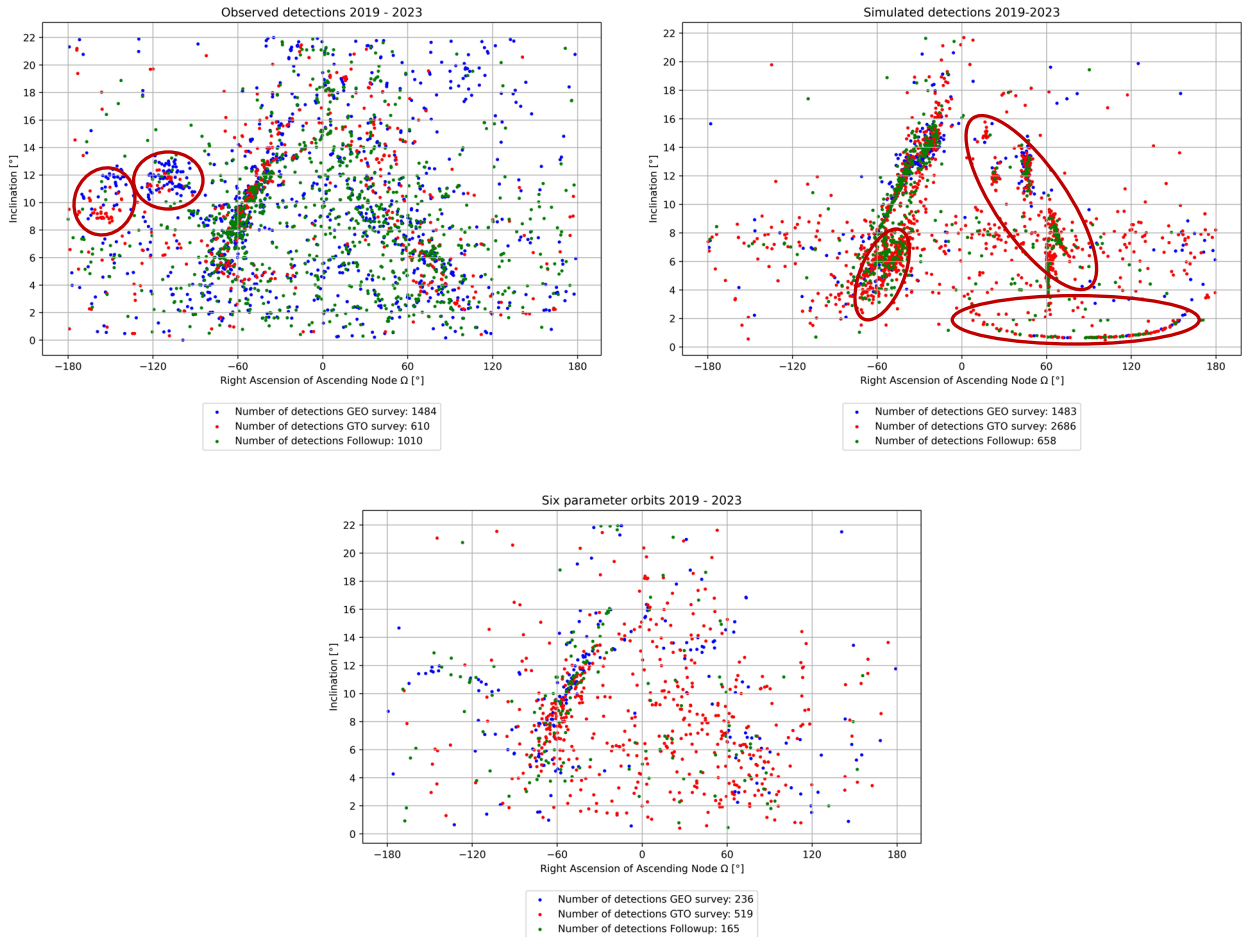 Observed detections 2019 - 2023
22
20
18
16
14
12
10
8
6
4
2
0
Inclination [°]
−180 −120 −60 0 60 120 180
Right Ascension of Ascending Node Ω [°]
Number of detections GEO survey: 1484
Number of detections GTO survey: 610
Number of detections Followup: 1010
Simulated detections 2019-2023
22
20
18
16
14
12
10
8
6
4
2
0
Inclination [°]
−180 −120 −60 0 60 120 180
Right Ascension of Ascending Node Ω [°]
Number of detections GEO survey: 1483
Number of detections GTO survey: 2686
Number of detections Followup: 658
Six parameter orbits 2019 - 2023
22
20
18
16
14
12
10
8
6
4
2
0
Inclination [°]
−180 −120 −60 0 60 120 180
Right Ascension of Ascending Node Ω [°]
Number of detections GEO survey: 236
Number of detections GTO survey: 519
Number of detections Followup: 165